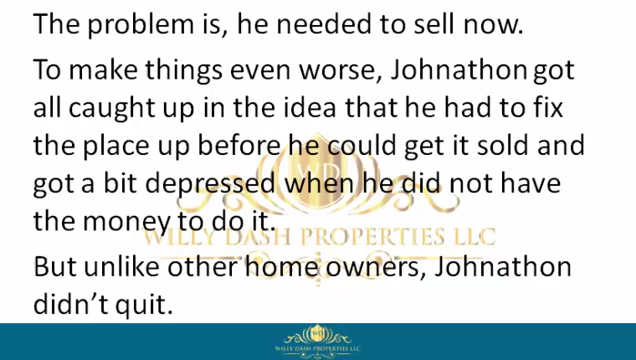 The problem is, he needed to sell now.
To make things even worse, Johnathon got
all caught up in the idea that he had to fix
the place up before he could get it sold and
got a bit depressed when he did not have
the money to do it.
WILLY DASH PROPERTIES LLC
But unlike other home owners, Johnathon
didn't quit.
WILLY DASH PROPERTIES LLC